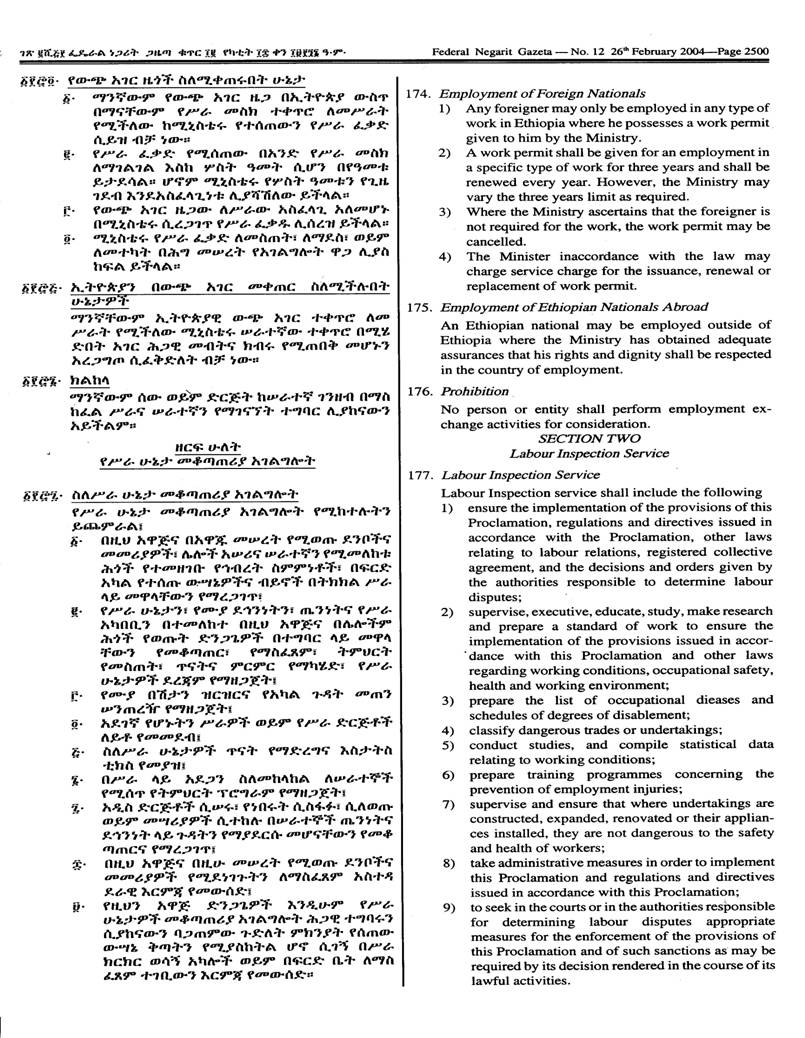 ገጽ ፪ሺ፭፻ ፌዴራል ነጋሪት ጋዜጣ ቁጥር ፲፪ የካቲት ፲፰ ቀን ፲፱፻፺፮ ዓ.ም.
፩፻፸፬. የውጭ አገር ዜጎች ስለሚቀጠሩበት ሁኔታ
፩. ማንኛውም የውጭ አገር ዜጋ በኢትዮጵያ ውስጥ
በማናቸውም የሥራ መስክ ተቀጥሮ ለመሥራት
የሚችለው ከሚኒስቴሩ የተሰጠውን የሥራ ፈቃድ
ሲይዝ ብቻ ነው።
፪. የሥራ ፈቃድ የሚሰጠው በአንድ የሥራ መስክ
ለማገልገል እስከ ሦስት ዓመት ሲሆን በየዓመቱ
ይታደሳል። ሆኖም ሚኒስቴሩ የሦስት ዓመቱን የጊዜ
ገደብ እንደአስፈላጊነቱ ሊያሻሽለው ይችላል።
፫. የውጭ አገር ዜጋው ለሥራው አስፈላጊ አለመሆኑ
በሚኒስቴሩ ሲረጋገጥ የሥራ ፈቃዱ ሊሰረዝ ይችላል።
፬. ሚኒስቴሩ የሥራ ፈቃድ ለመስጠት፣ ለማደስ፣ ወይም
ለመተካት በሕግ መሠረት የአገልግሎት ዋጋ ሊያስ
ከፍል ይችላል።
፩፻፸፭. ኢትዮጵያን በውጭ አገር መቀጠር ስለሚችሉበት
ሁኔታዎች
ማንኛቸውም ኢትዮጵያዊ ውጭ አገር ተቀጥሮ ለመ
ሥራት የሚችለው ሚኒስቴሩ ሠራተኛው ተቀጥሮ በሚሄ
ድበት አገር ሕጋዊ መብትና ክብሩ የሚጠበቅ መሆኑን
አረጋግጦ ሲፈቅድለት ብቻ ነው።
፩፻፸፮. ክልከላ
ማንኛውም ሰው ወይም ድርጅት ከሠራተኛ ገንዘብ በማስ
ከፈል ሥራና ሠራተኛን የማገናኘት ተግባር ሊያከናውን
አይችልም።
ዘርፍ ሁለት
የሥራ ሁኔታ መቆጣጠሪያ አገልግሎት
፩፻፸፯. ስለሥራ ሁኔታ መቆጣጠሪያ አገልግሎት
የሥራ ሁኔታ መቆጣጠሪያ አገልግሎት የሚከተሉትን
ይጨምራል፤
፩. በዚህ አዋጅና በአዋጁ መሠረት የሚወጡ ደንቦችና
መመሪያዎች፣ ሌሎች አሠሪና ሠራተኛን የሚመለከቱ
ሕጎች የተመዘገቡ የኅብረት ስምምነቶች፣ በፍርድ
አካል የተሰጡ ውሣኔዎችና ብይኖች በትክክል ሥራ
ላይ መዋላቸውን የማረጋገጥ፤
፪. የሥራ ሁኔታን፣ የሙያ ደኅንነትን፣ ጤንነትና የሥራ
አካባቢን በተመለከተ በዚህ አዋጅና በሌሎችም
ሕጎች የወጡት ድንጋጌዎች በተግባር ላይ መዋላ
ቸውን የመቆጣጠር፣ የማስፈጸም፣ ትምህርት
የመስጠት፣ ጥናትና ምርምር የማካሄድ፣ የሥራ
ሁኔታዎች ደረጃም የማዘጋጀት፤
፫. የሙያ በሽታን ዝርዝርና የአካል ጉዳት መጠን
ሠንጠረዥ የማዘጋጀት፤
፬. አደገኛ የሆኑትን ሥራዎች ወይም የሥራ ድርጅቶች
ለይቶ የመመደብ፤
፭. ስለሥራ ሁኔታዎች ጥናት የማድረግና እስታትስ
ቲክስ የመያዝ፤
፮. በሥራ ላይ አደጋን ስለመከላከል ለሠራተኞች
የሚሰጥ የትምህርት ፕሮግራም የማዘጋጀት፤
፯. አዲስ ድርጅቶች ሲሠሩ፣ የነበሩት ሲስፋፉ፣ ሲለወጡ
ወይም መሣሪያዎች ሲተከሉ በሠራተኞች ጤንነትና
ደኅንነት ላይ ጉዳትን የማያደርሱ መሆናቸውን የመቆ
ጣጠርና የማረጋገጥ፤
፰. በዚህ አዋጅና በዚሁ መሠረት የሚወጡ ደንቦችና
መመሪያዎች የሚደነገጉትን ለማስፈጸም አስተዳ
ደራዊ እርምጃ የመውሰድ፤
፱. የዚህን አዋጅ ድንጋጌዎች እንዲሁም የሥራ
ሁኔታዎች መቆጣጠሪያ አገልግሎት ሕጋዊ ተግባሩን
ሲያከናውን ባጋጠመው ጉድለት ምክንያት የሰጠው
ውሣኔ ቅጣትን የሚያስከትል ሆኖ ሲገኝ በሥራ
ክርክር ወሳኝ አካሎች ወይም በፍርድ ቤት ለማስ
ፈጸም ተገቢውን እርምጃ የመውሰድ።
Federal Negarit Gazeta — No. 12 26th February 2004—Page 2500
174. Employment of Foreign Nationals
1) Any foreigner may only be employed in any type of
work in Ethiopia where he possesses a work permit
given to him by the Ministry.
2) A work permit shall be given for an employment in
a specific type of work for three years and shall be
renewed every year. However, the Ministry may
vary the three years limit as required.
3) Where the Ministry ascertains that the foreigner is
not required for the work, the work permit may be
cancelled.
4) The Minister inaccordance with the law may
charge service charge for the issuance, renewal or
replacement of work permit.
175. Employment of Ethiopian Nationals Abroad
An Ethiopian national may be employed outside of
Ethiopia where the Ministry has obtained adequate
assurances that his rights and dignity shall be respected
in the country of employment.
176. Prohibition
No person or entity shall perform employment ex-
change activities for consideration.
SECTION TWO
Labour Inspection Service
177. Labour Inspection Service
Labour Inspection service shall include the following
1) ensure the implementation of the provisions of this
Proclamation, regulations and directives issued in
accordance with the Proclamation, other laws
relating to labour relations, registered collective
agreement, and the decisions and orders given by
the authorities responsible to determine labour
disputes;
2) supervise, executive, educate, study, make research
and prepare a standard of work to ensure the
implementation of the provisions issued in accor-
dance with this Proclamation and other laws
regarding working conditions, occupational safety,
health and working environment;
3) prepare the list of occupational dieases and
schedules of degrees of disablement;
4) classify dangerous trades or undertakings;
5) conduct studies, and compile statistical data
relating to working conditions;
6) prepare training programmes concerning the
prevention of employment injuries;
7) supervise and ensure that where undertakings are
constructed, expanded, renovated or their applian-
ces installed, they are not dangerous to the safety
and health of workers;
8) take administrative measures in order to implement
this Proclamation and regulations and directives
issued in accordance with this Proclamation;
9) to seek in the courts or in the authorities responsible
for determining labour disputes appropriate
measures for the enforcement of the provisions of
this Proclamation and of such sanctions as may be
required by its decision rendered in the course of its
lawful activities.